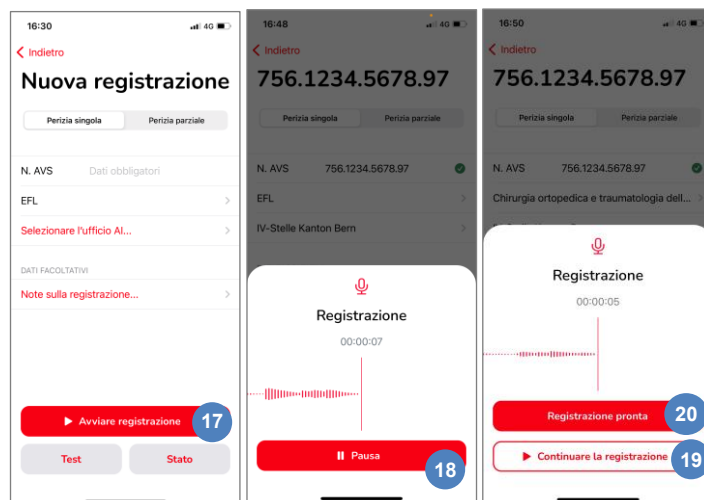 16:30
4G
Indietro
Nuova registrazione
Perizia singola Perizia parziale
N. AVS Dati obbligatori
EFL
Selezionare l'ufficio AI...
DATI FACOLTATIVI
Note sulla registrazione...
Avviare registrazione 17
Test Stato
16:48
4G
Indietro
756.1234.5678.97
Perizia singola Perizia parziale
N. AVS 756.1234.5678.97
EFL
IV-Stelle Kanton Bern
Registrazione
00:00:07
Pausa
18
16:50
4G
Indietro
756.1234.5678.97
Perizia singola Perizia parziale
N. AVS 756.1234.5678.97
Chirurgia ortopedica e traumatologia dell...
Registrazione
00:00:05
Registrazione pronta 20
Continuare la registrazione 19